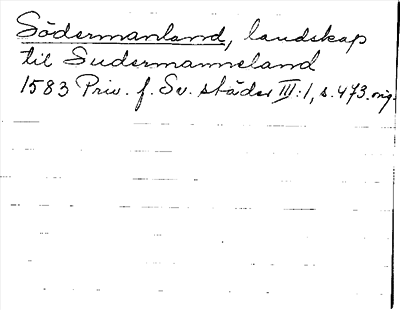 Södermanland, landskap
til Sudermanneland
1583 Priv. f. Sv. städer III:1, s. 473. orig.